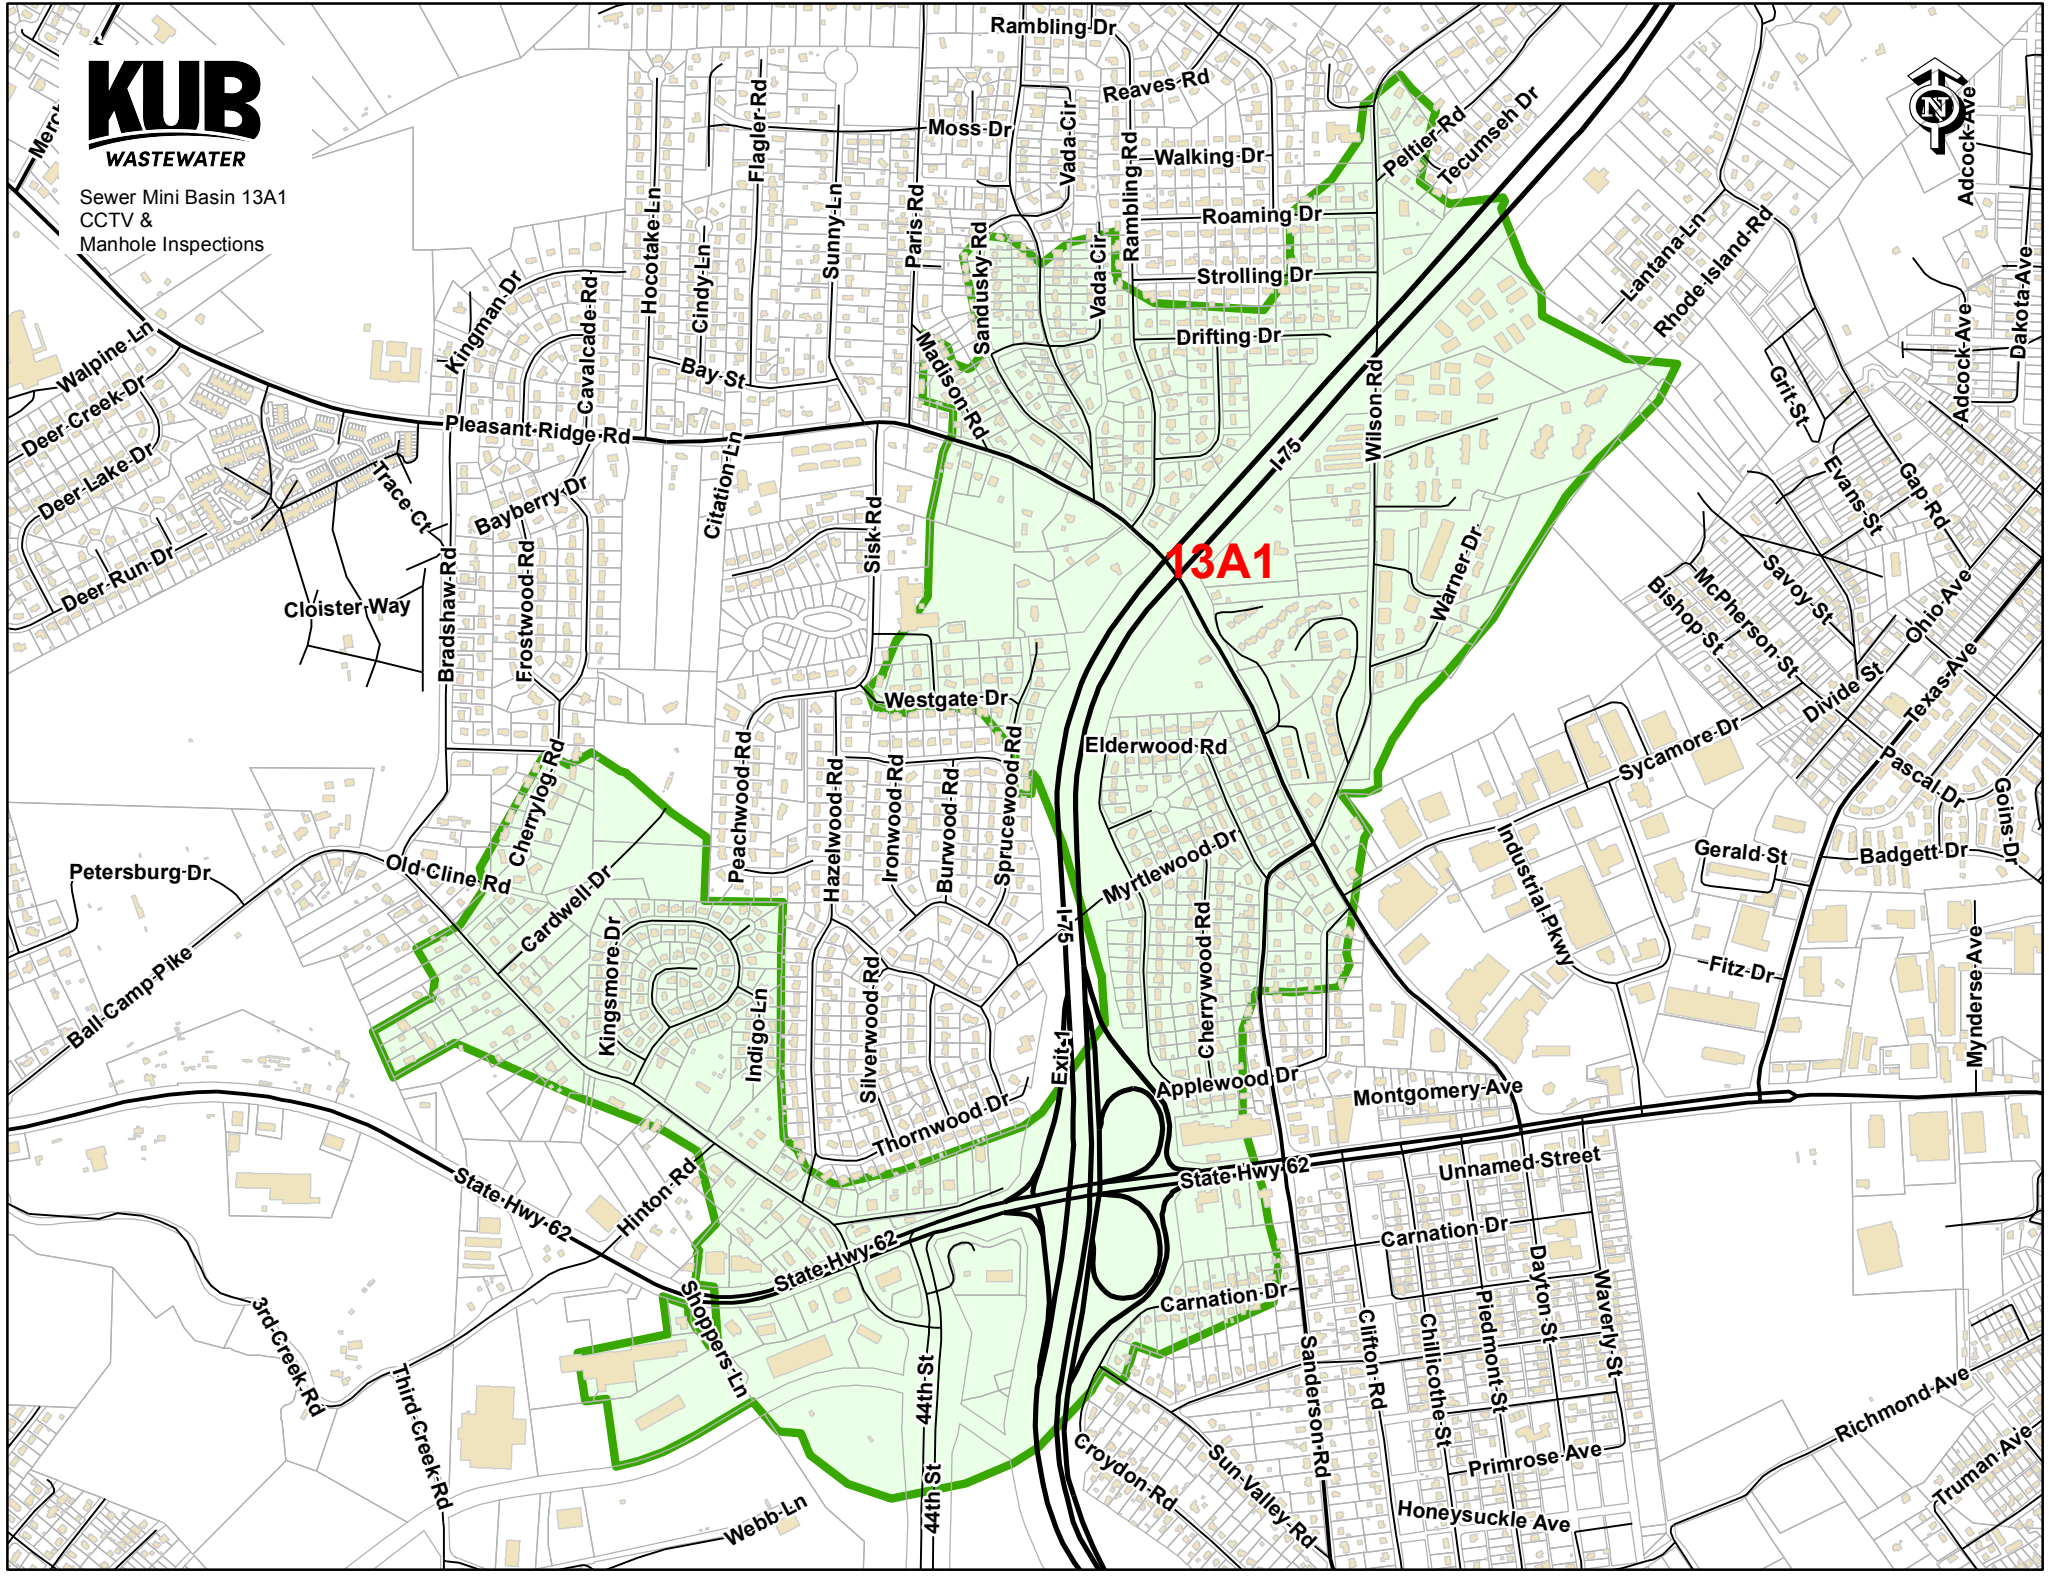 KUB
WASTEWATER
Sewer Mini Basin 13A1
CCTV &
Manhole Inspections
N
Rambling Dr
Reaves Rd
Moss Dr
Vada Cir
Flagler Rd
Walking Dr
Rambling Rd
Peltier Rd
Tecumseh Dr
Adcock Ave
Hocotake Ln
Cindy Ln
Sunny Ln
Paris Rd
Sandusky Rd
Vada Cir
Roaming Dr
Strolling Dr
Drifting Dr
Lantana Ln
Rhode Island Rd
Dakota Ave
Adcock Ave
Kingman Dr
Cavalcade Rd
Bay St
Madison Rd
Walpine Ln
Deer Creek Dr
Deer Lake Dr
Deer Run Dr
Pleasant Ridge Rd
Citation Ln
Trace Ct
Bayberry Dr
Sisk Rd
I-75
Wilson Rd
Grit St
Evans St
Gap Rd
13A1
Warner Dr
Cloister Way
Bradshaw Rd
Frostwood Rd
Savoy St
McPherson St
Bishop St
Ohio Ave
Texas Ave
Divide St
Westgate Dr
Elderwood Rd
Sycamore Dr
Pascal Dr
Goins Dr
Cherrylog Rd
Peachwood Rd
Hazelwood Rd
Ironwood Rd
Burwood Rd
Sprucewood Rd
Myrtlewood Dr
Industrial Pkwy
Gerald St
Badgett Dr
Petersburg Dr
Old Cline Rd
Cardwell Dr
Kingsmore Dr
Indigo Ln
Silverwood Rd
I-75
Cherrywood Rd
Fitz Dr
Mynderse Ave
Ball Camp Pike
Exit 1
Applewood Dr
Montgomery Ave
Thornwood Dr
State Hwy 62
Hinton Rd
State Hwy 62
State Hwy 62
Unnamed Street
Carnation Dr
Carnation Dr
Shoppers Ln
3rd Creek Rd
Third Creek Rd
44th St
44th St
Webb Ln
Croydon Rd
Sun Valley Rd
Sanderson Rd
Clifton Rd
Chillicothe St
Piedmont St
Dayton St
Waverly St
Primrose Ave
Honeysuckle Ave
Richmond Ave
Truman Ave